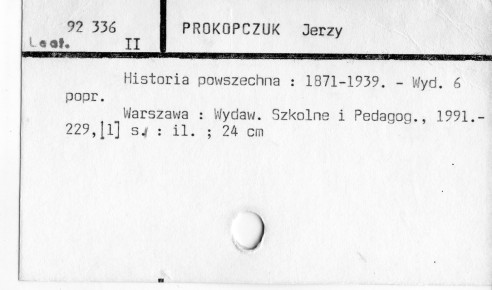 92 336 PROKOPCZUK Jerzy
Lect. II
Historia powszechna : 1871-1939. - Wyd. 6
popr.
Warszawa : Wydaw. Szkolne i Pedagog., 1991.-
229,[1] s. : il. ; 24 cm